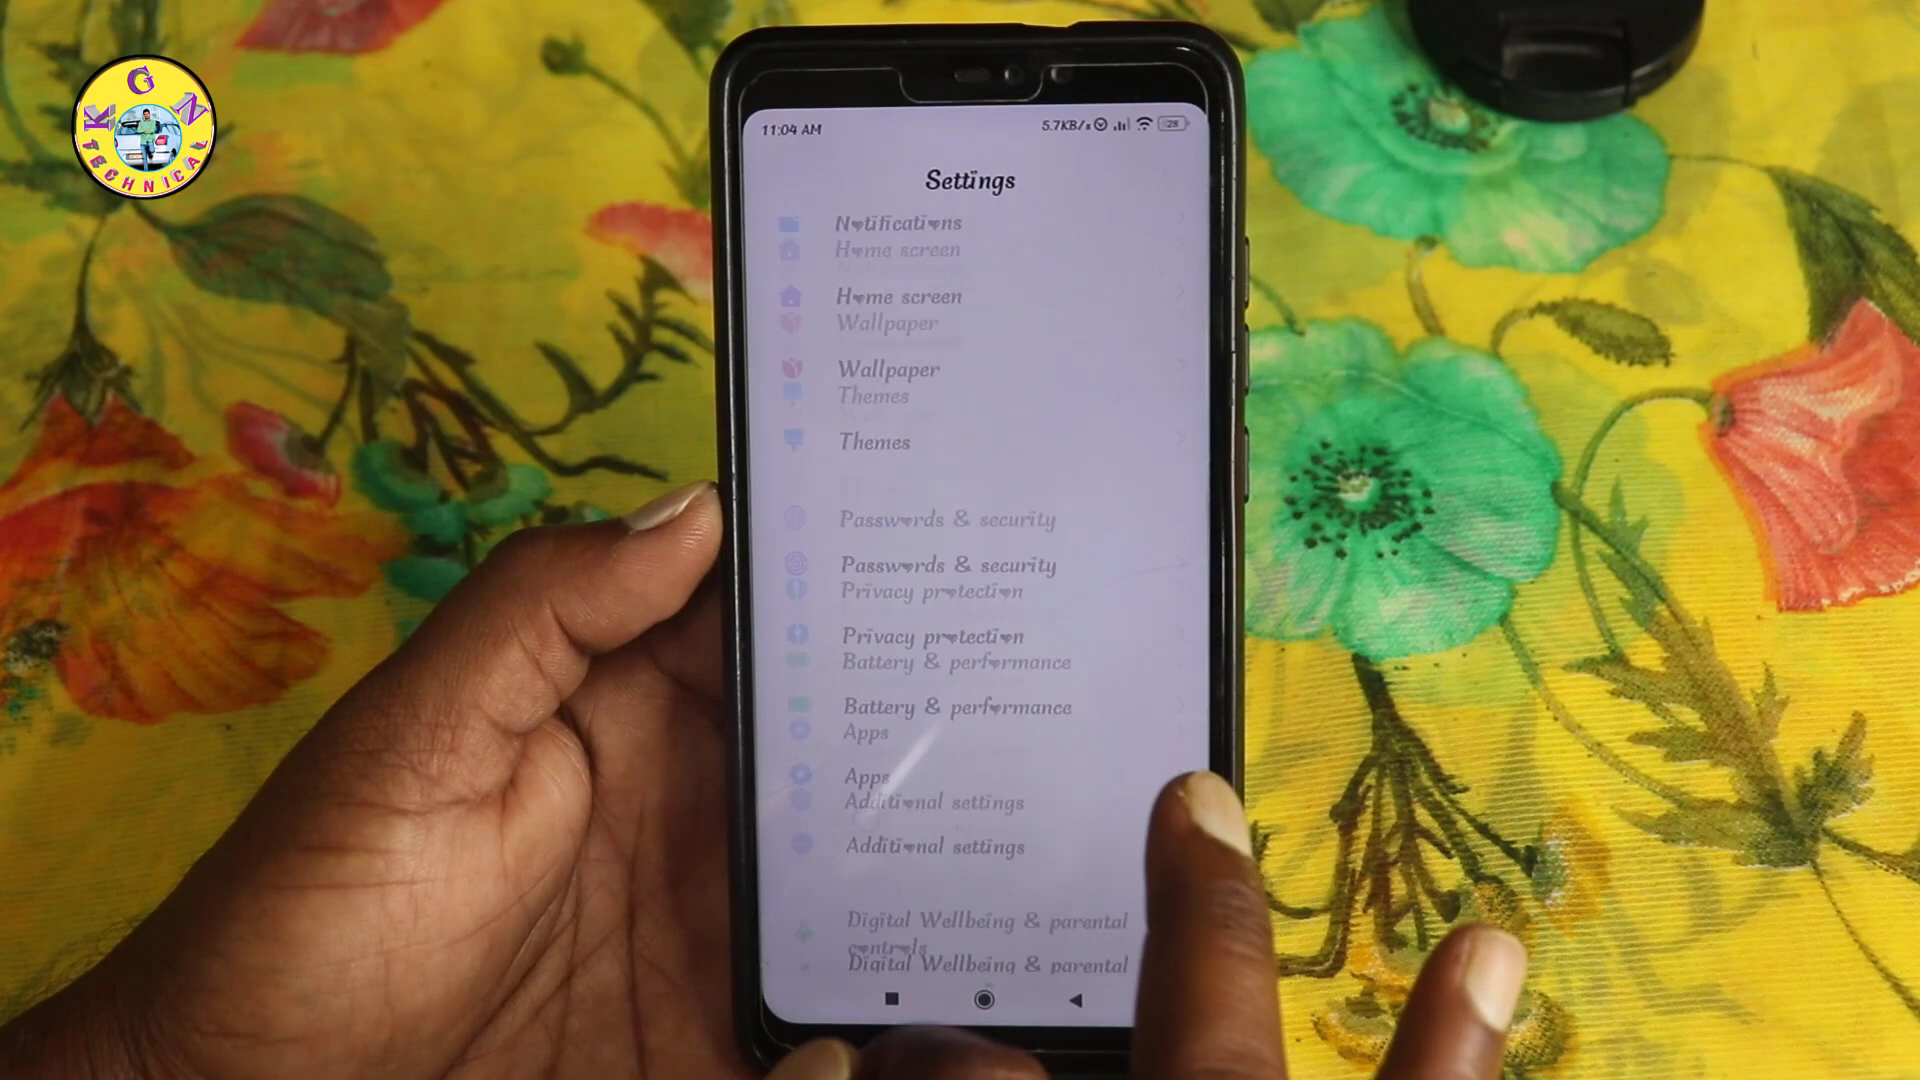 KGN
TECHNICAL
11:04 AM
5.7KB/s
28
Settings
Notifications
Home screen
Home screen
Wallpaper
Wallpaper
Themes
Themes
Passwords & security
Passwords & security
Privacy protection
Privacy protection
Battery & performance
Battery & performance
Apps
Apps
Additional settings
Additional settings
Digital Wellbeing & parental
controls
Digital Wellbeing & parental